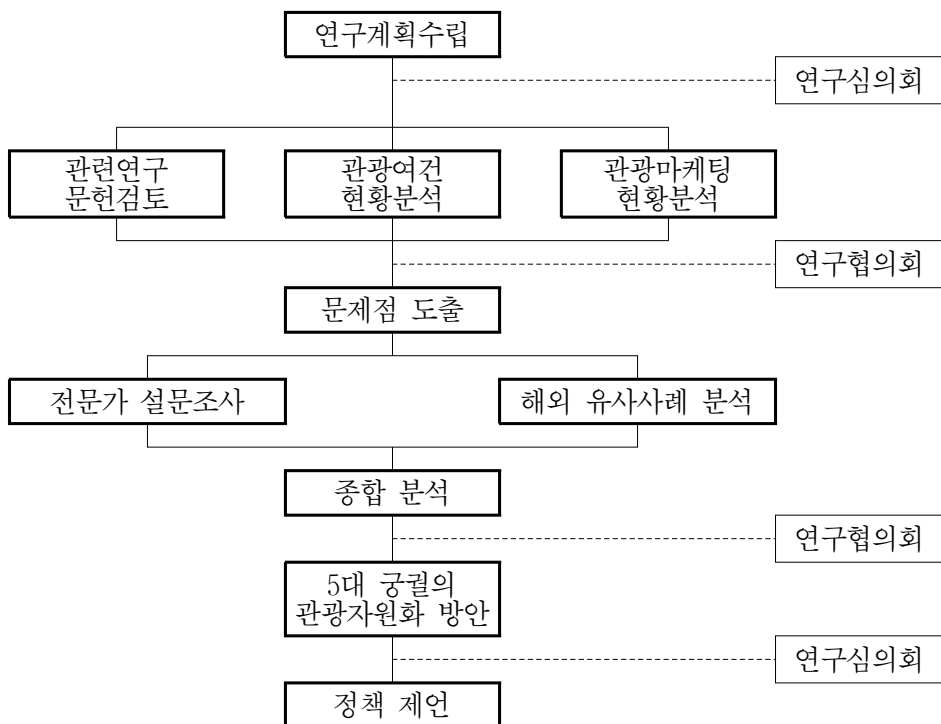 연구계획수립
연구심의회
관련연구
문헌검토
관광여건
현황분석
관광마케팅
현황분석
연구협의회
문제점 도출
전문가 설문조사
해외 유사사례 분석
종합 분석
연구협의회
5대 궁궐의
관광자원화 방안
연구심의회
정책 제언